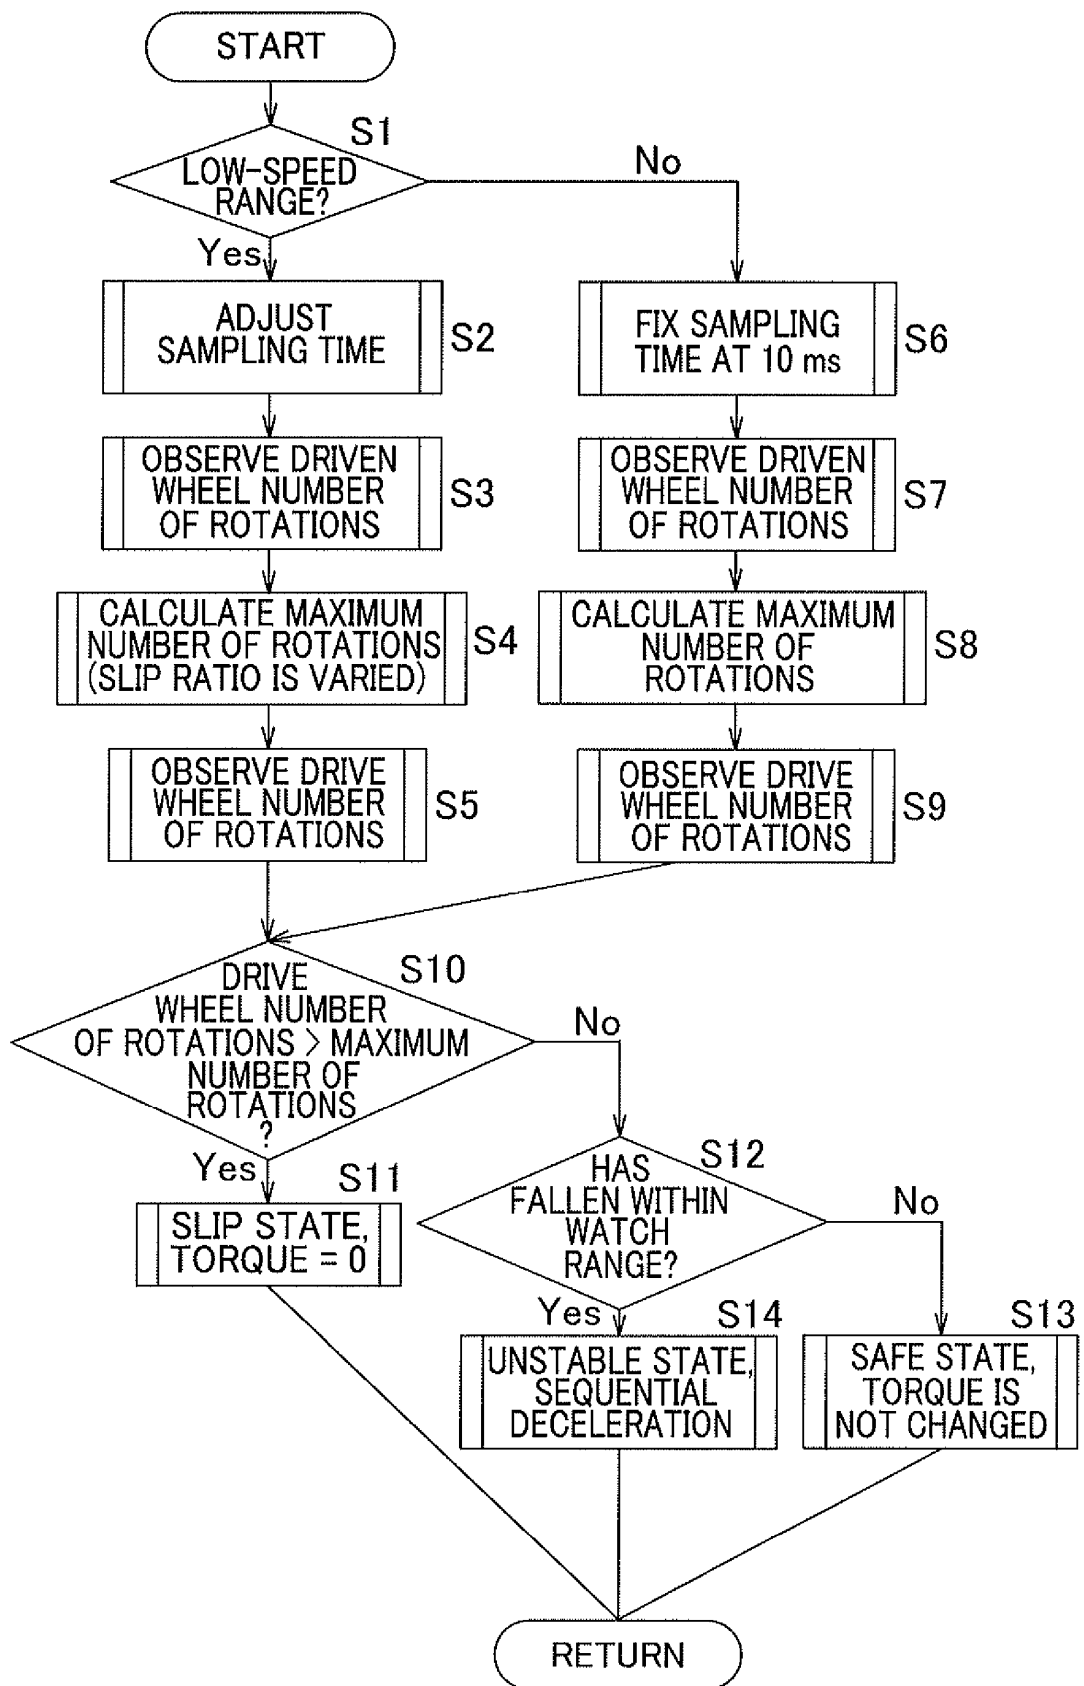 START
S1
LOW-SPEED
RANGE?
No
Yes
ADJUST
SAMPLING TIME
S2
FIX SAMPLING
TIME AT 10 ms
S6
OBSERVE DRIVEN
WHEEL NUMBER
OF ROTATIONS
S3
OBSERVE DRIVEN
WHEEL NUMBER
OF ROTATIONS
S7
CALCULATE MAXIMUM
NUMBER OF ROTATIONS
(SLIP RATIO IS VARIED)
S4
CALCULATE MAXIMUM
NUMBER OF
ROTATIONS
S8
OBSERVE DRIVE
WHEEL NUMBER
OF ROTATIONS
S5
OBSERVE DRIVE
WHEEL NUMBER
OF ROTATIONS
S9
S10
DRIVE
WHEEL NUMBER
OF ROTATIONS > MAXIMUM
NUMBER OF
ROTATIONS
?
No
Yes
S11
SLIP STATE,
TORQUE = 0
S12
HAS
FALLEN WITHIN
WATCH
RANGE?
No
Yes
S14
UNSTABLE STATE,
SEQUENTIAL
DECELERATION
S13
SAFE STATE,
TORQUE IS
NOT CHANGED
RETURN